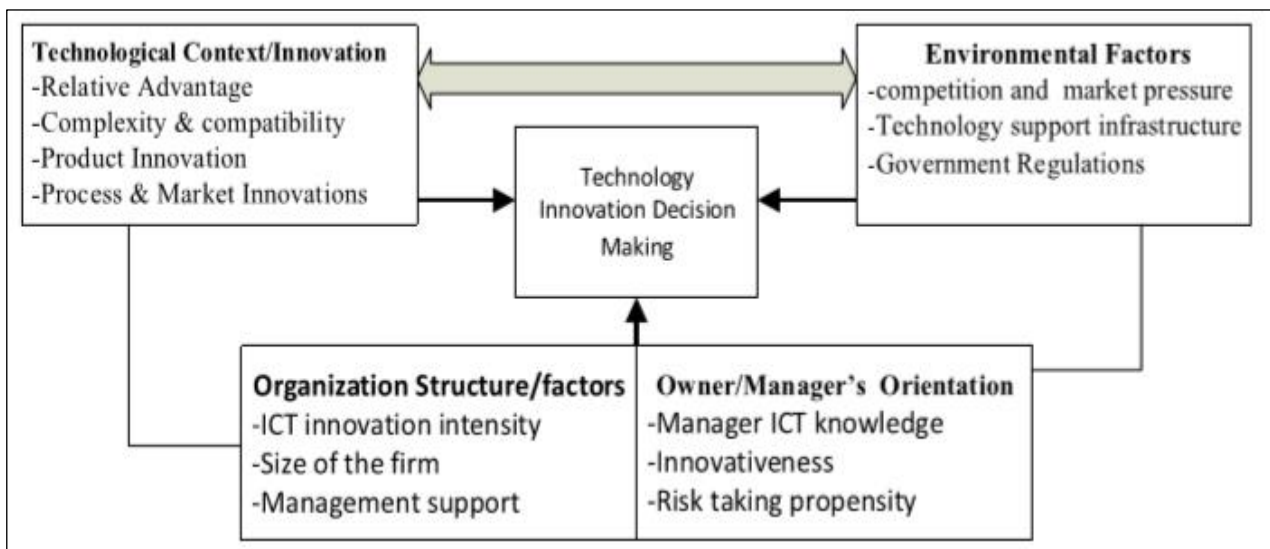 Technological Context/Innovation
-Relative Advantage
-Complexity & compatibility
-Product Innovation
-Process & Market Innovations
Environmental Factors
-competition and market pressure
-Technology support infrastructure
-Government Regulations
Technology
Innovation Decision
Making
Organization Structure/factors
-ICT innovation intensity
-Size of the firm
-Management support
Owner/Manager's Orientation
-Manager ICT knowledge
-Innovativeness
-Risk taking propensity